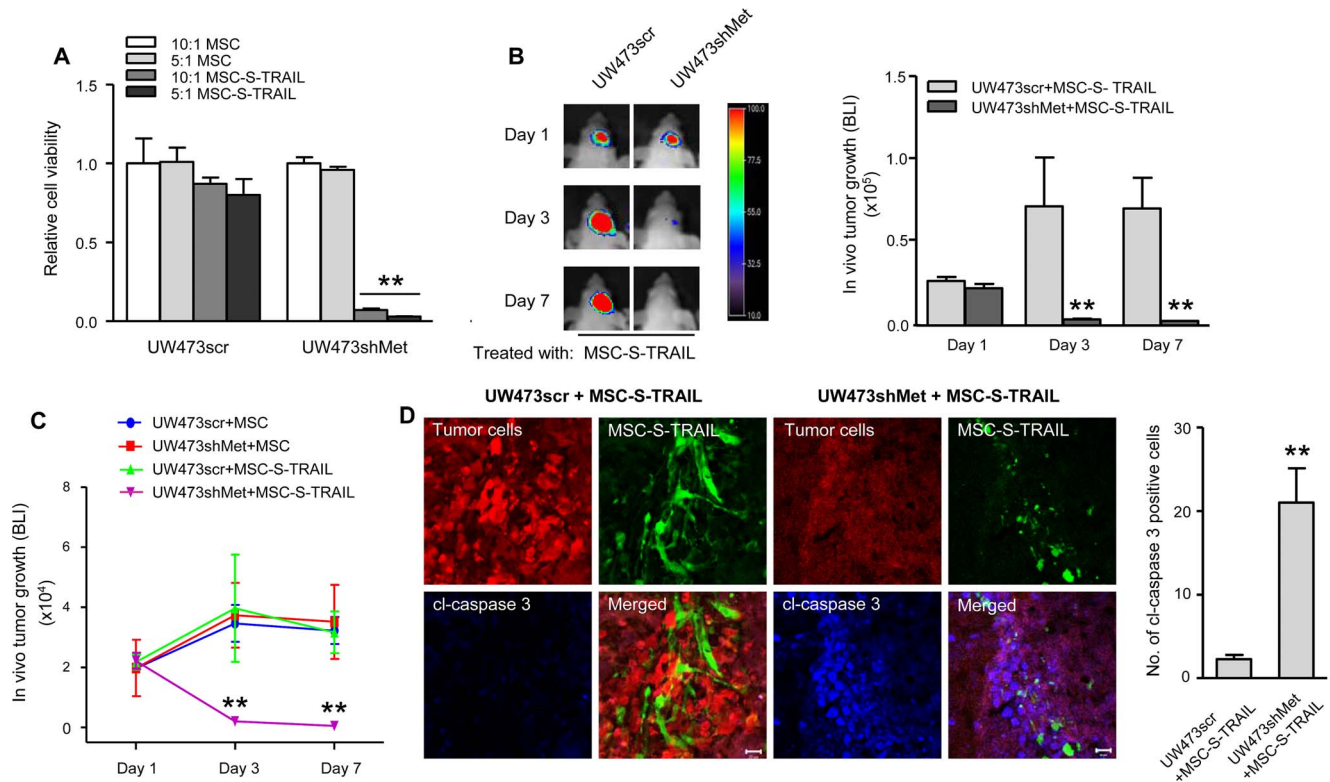 A
10:1 MSC
5:1 MSC
10:1 MSC-S-TRAIL
5:1 MSC-S-TRAIL
Relative cell viability
1.5
1.0
0.5
0.0
**
UW473scr
UW473shMet
B
UW473scr
UW473shMet
Day 1
Day 3
Day 7
Treated with: MSC-S-TRAIL
100.0
77.5
55.0
32.5
10.0
UW473scr+MSC-S- TRAIL
UW473shMet+MSC-S-TRAIL
In vivo tumor growth (BLI)
(x10⁵)
1.5
1.0
0.5
0.0
**
**
Day 1
Day 3
Day 7
C
UW473scr+MSC
UW473shMet+MSC
UW473scr+MSC-S-TRAIL
UW473shMet+MSC-S-TRAIL
In vivo tumor growth (BLI)
(x10⁴)
8
6
4
2
0
**
**
Day 1
Day 3
Day 7
D
UW473scr + MSC-S-TRAIL
UW473shMet + MSC-S-TRAIL
Tumor cells
MSC-S-TRAIL
Tumor cells
MSC-S-TRAIL
cl-caspase 3
Merged
cl-caspase 3
Merged
No. of cl-caspase 3 positive cells
30
20
10
0
**
UW473scr
+MSC-S-TRAIL
UW473shMet
+MSC-S-TRAIL